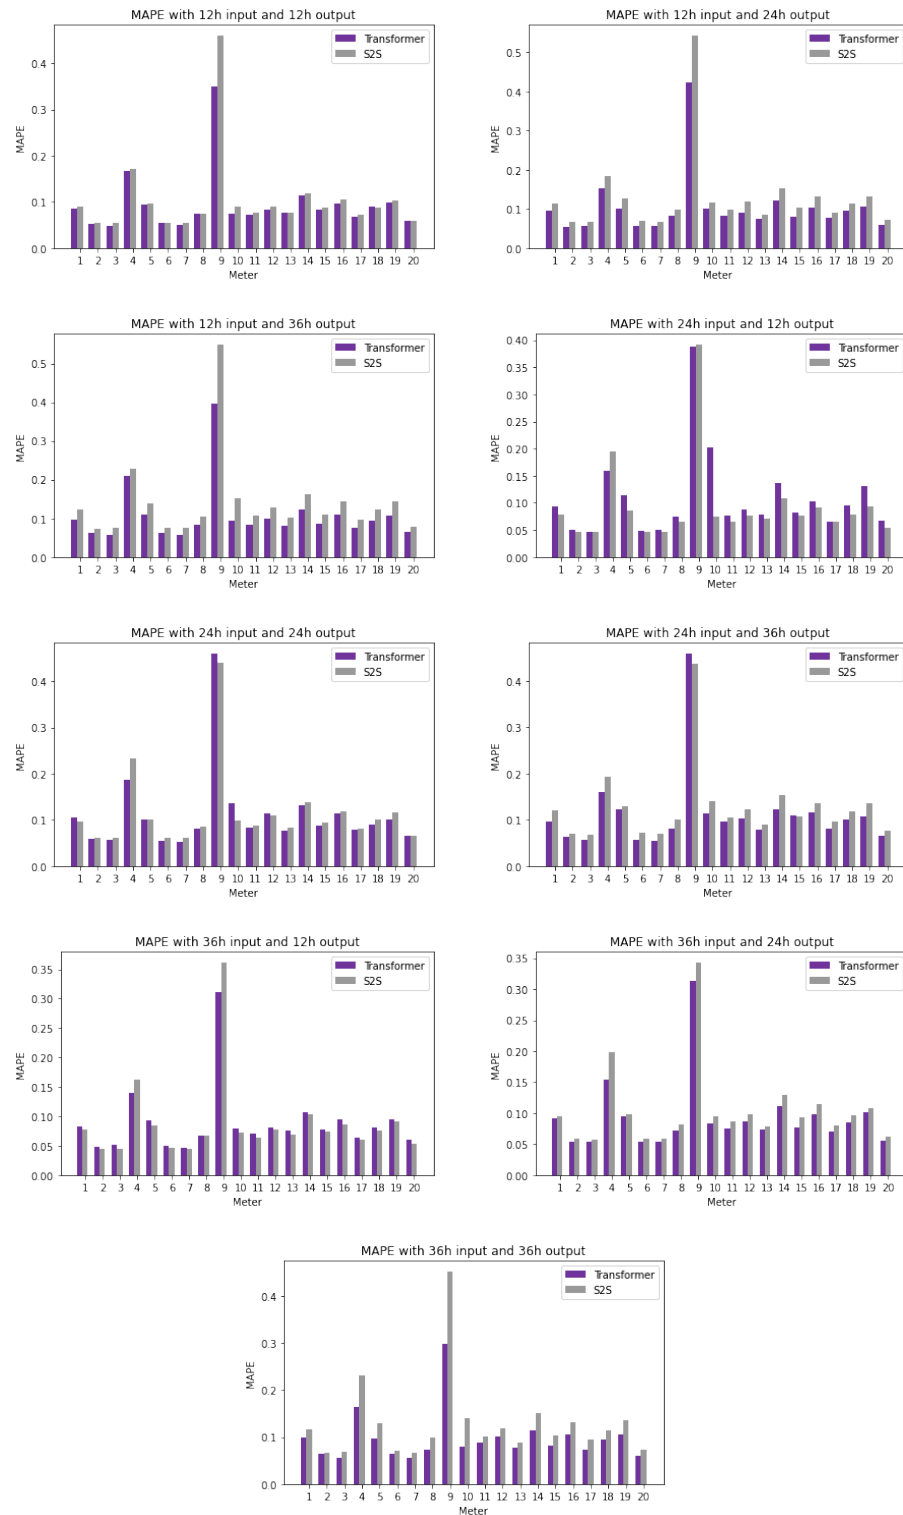 MAPE with 12h input and 12h output
Transformer
S2S
0.4
0.3
0.2
0.1
0.0
MAPE
1 2 3 4 5 6 7 8 9 10 11 12 13 14 15 16 17 18 19 20
Meter
MAPE with 12h input and 24h output
Transformer
S2S
0.5
0.4
0.3
0.2
0.1
0.0
MAPE
1 2 3 4 5 6 7 8 9 10 11 12 13 14 15 16 17 18 19 20
Meter
MAPE with 12h input and 36h output
Transformer
S2S
0.5
0.4
0.3
0.2
0.1
0.0
MAPE
1 2 3 4 5 6 7 8 9 10 11 12 13 14 15 16 17 18 19 20
Meter
MAPE with 24h input and 12h output
Transformer
S2S
0.40
0.35
0.30
0.25
0.20
0.15
0.10
0.05
0.00
MAPE
1 2 3 4 5 6 7 8 9 10 11 12 13 14 15 16 17 18 19 20
Meter
MAPE with 24h input and 24h output
Transformer
S2S
0.4
0.3
0.2
0.1
0.0
MAPE
1 2 3 4 5 6 7 8 9 10 11 12 13 14 15 16 17 18 19 20
Meter
MAPE with 24h input and 36h output
Transformer
S2S
0.4
0.3
0.2
0.1
0.0
MAPE
1 2 3 4 5 6 7 8 9 10 11 12 13 14 15 16 17 18 19 20
Meter
MAPE with 36h input and 12h output
Transformer
S2S
0.35
0.30
0.25
0.20
0.15
0.10
0.05
0.00
MAPE
1 2 3 4 5 6 7 8 9 10 11 12 13 14 15 16 17 18 19 20
Meter
MAPE with 36h input and 24h output
Transformer
S2S
0.35
0.30
0.25
0.20
0.15
0.10
0.05
0.00
MAPE
1 2 3 4 5 6 7 8 9 10 11 12 13 14 15 16 17 18 19 20
Meter
MAPE with 36h input and 36h output
Transformer
S2S
0.4
0.3
0.2
0.1
0.0
MAPE
1 2 3 4 5 6 7 8 9 10 11 12 13 14 15 16 17 18 19 20
Meter